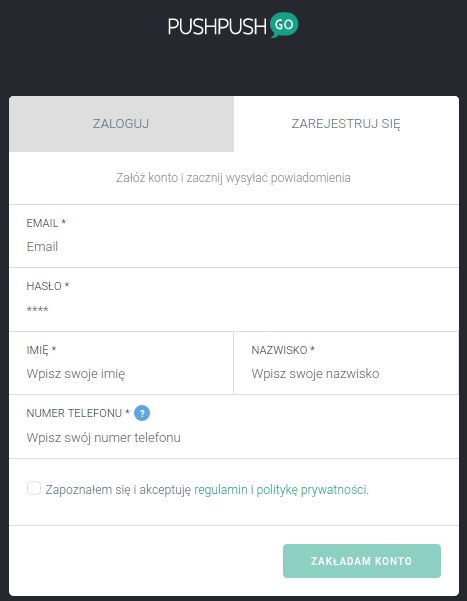 PUSHPUSH GO
ZALOGUJ ZAREJESTRUJ SIĘ
Załóż konto i zacznij wysyłać powiadomienia
EMAIL *
Email
HASŁO *
****
IMIĘ * NAZWISKO *
Wpisz swoje imię Wpisz swoje nazwisko
NUMER TELEFONU * ?
Wpisz swój numer telefonu
Zapoznałem się i akceptuję regulamin i politykę prywatności.
ZAKŁADAM KONTO